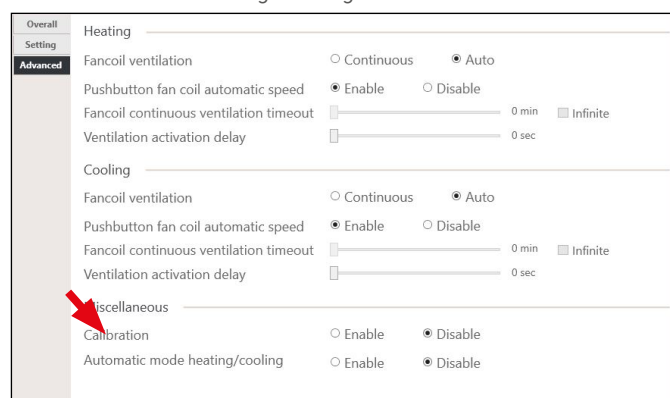 Overall
Setting
Advanced
Heating
Fancoil ventilation Continuous Auto
Pushbutton fan coil automatic speed Enable Disable
Fancoil continuous ventilation timeout 0 min Infinite
Ventilation activation delay 0 sec
Cooling
Fancoil ventilation Continuous Auto
Pushbutton fan coil automatic speed Enable Disable
Fancoil continuous ventilation timeout 0 min Infinite
Ventilation activation delay 0 sec
Miscellaneous
Calibration Enable Disable
Automatic mode heating/cooling Enable Disable